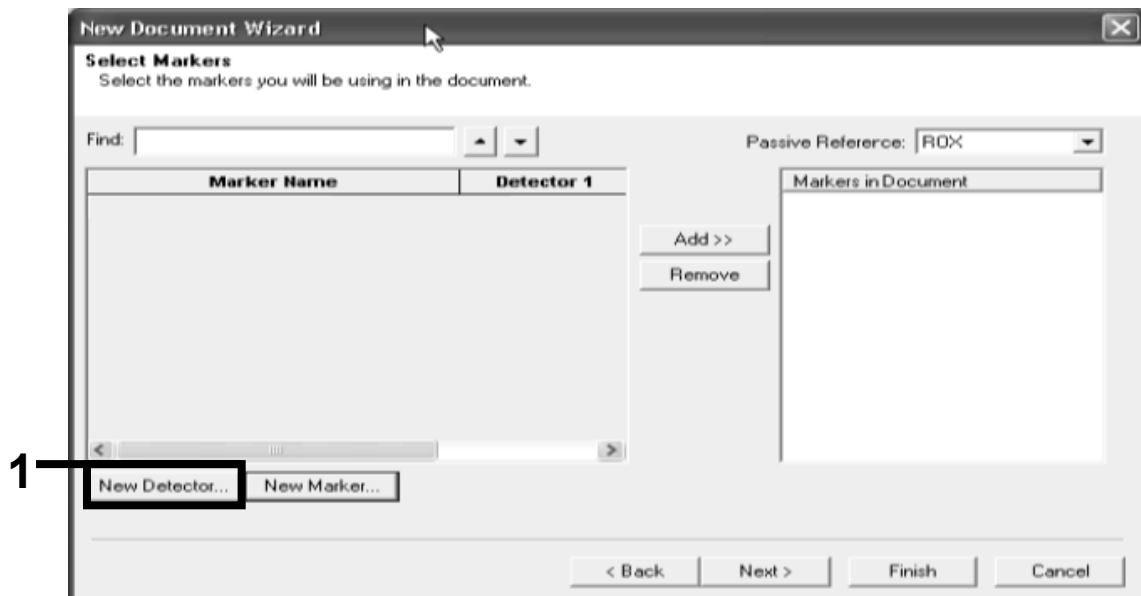 New Document Wizard
Select Markers
Select the markers you will be using in the document.
Find:
Passive Reference: ROX
Marker Name Detector 1
Markers in Document
Add >>
Remove
1
New Detector... New Marker...
< Back Next > Finish Cancel